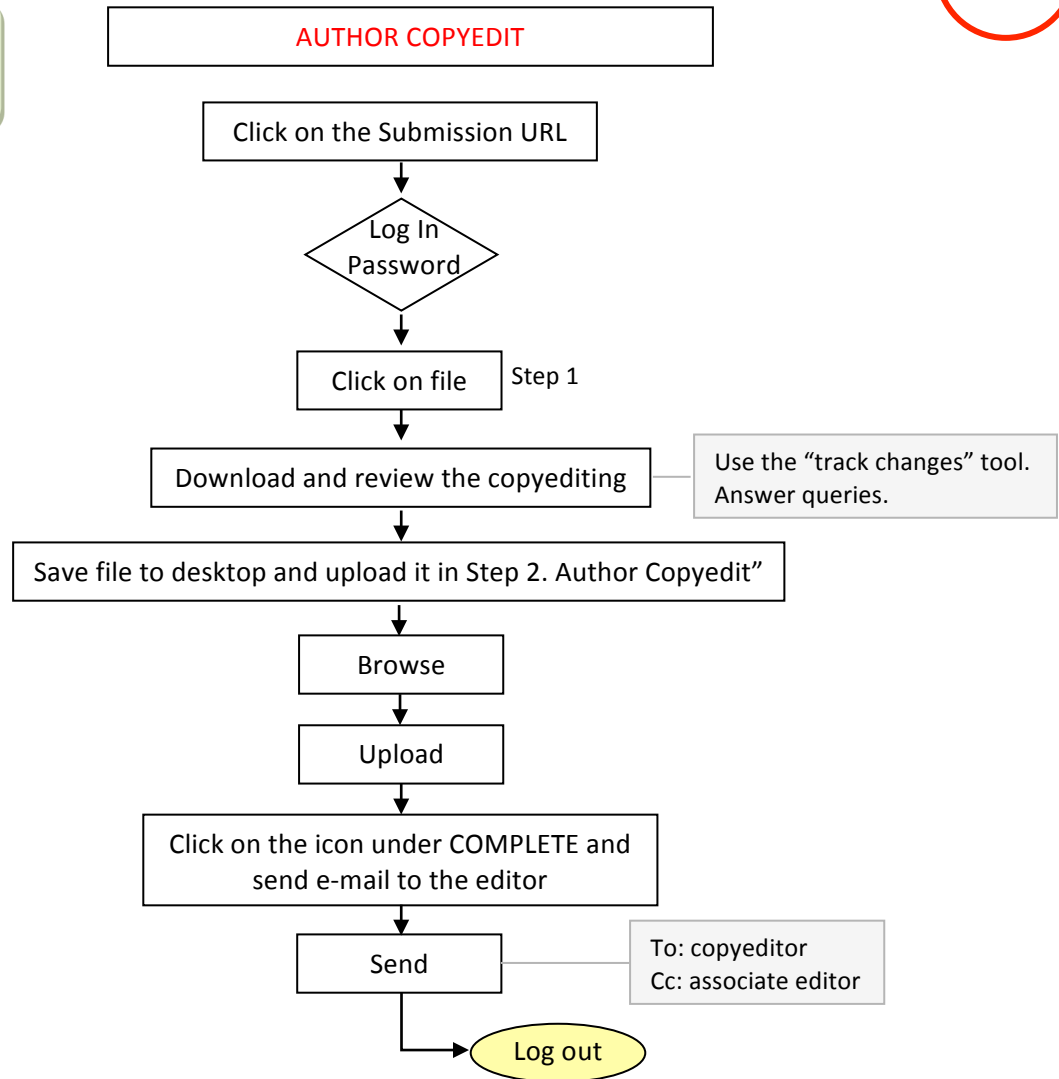 AUTHOR COPYEDIT
Click on the Submission URL
Log In
Password
Click on file
Step 1
Download and review the copyediting
Use the “track changes” tool.
Answer queries.
Save file to desktop and upload it in Step 2. Author Copyedit”
Browse
Upload
Click on the icon under COMPLETE and
send e-mail to the editor
Send
To: copyeditor
Cc: associate editor
Log out